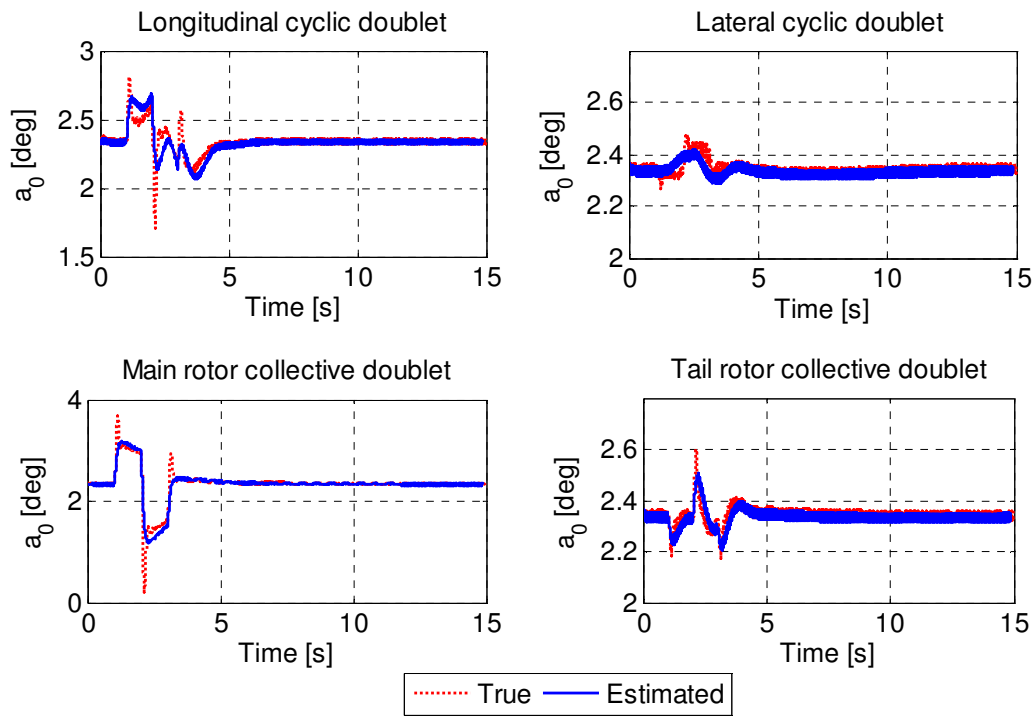 Longitudinal cyclic doublet
3
2.5
2
1.5
a0 [deg]
0 5 10 15
Time [s]
Lateral cyclic doublet
2.6
2.4
2.2
2
a0 [deg]
0 5 10 15
Time [s]
Main rotor collective doublet
4
2
0
a0 [deg]
0 5 10 15
Time [s]
Tail rotor collective doublet
2.6
2.4
2.2
2
a0 [deg]
0 5 10 15
Time [s]
True Estimated